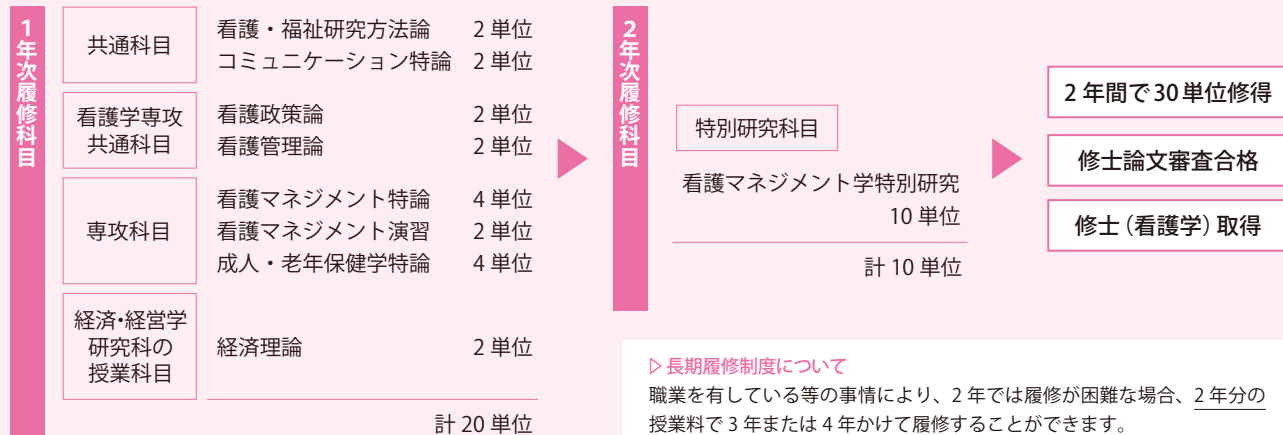 1年次履修科目
共通科目
看護・福祉研究方法論 2 単位
コミュニケーション特論 2 単位
看護学専攻
共通科目
看護政策論 2 単位
看護管理論 2 単位
専攻科目
看護マネジメント特論 4 単位
看護マネジメント演習 2 単位
成人・老年保健学特論 4 単位
経済・経営学
研究科の
授業科目
経済理論 2 単位
計 20 単位
2年次履修科目
特別研究科目
看護マネジメント学特別研究
10 単位
計 10 単位
2 年間で 30 単位修得
修士論文審査合格
修士（看護学）取得
▷長期履修制度について
職業を有している等の事情により、2 年では履修が困難な場合、2 年分の
授業料で 3 年または 4 年かけて履修することができます。